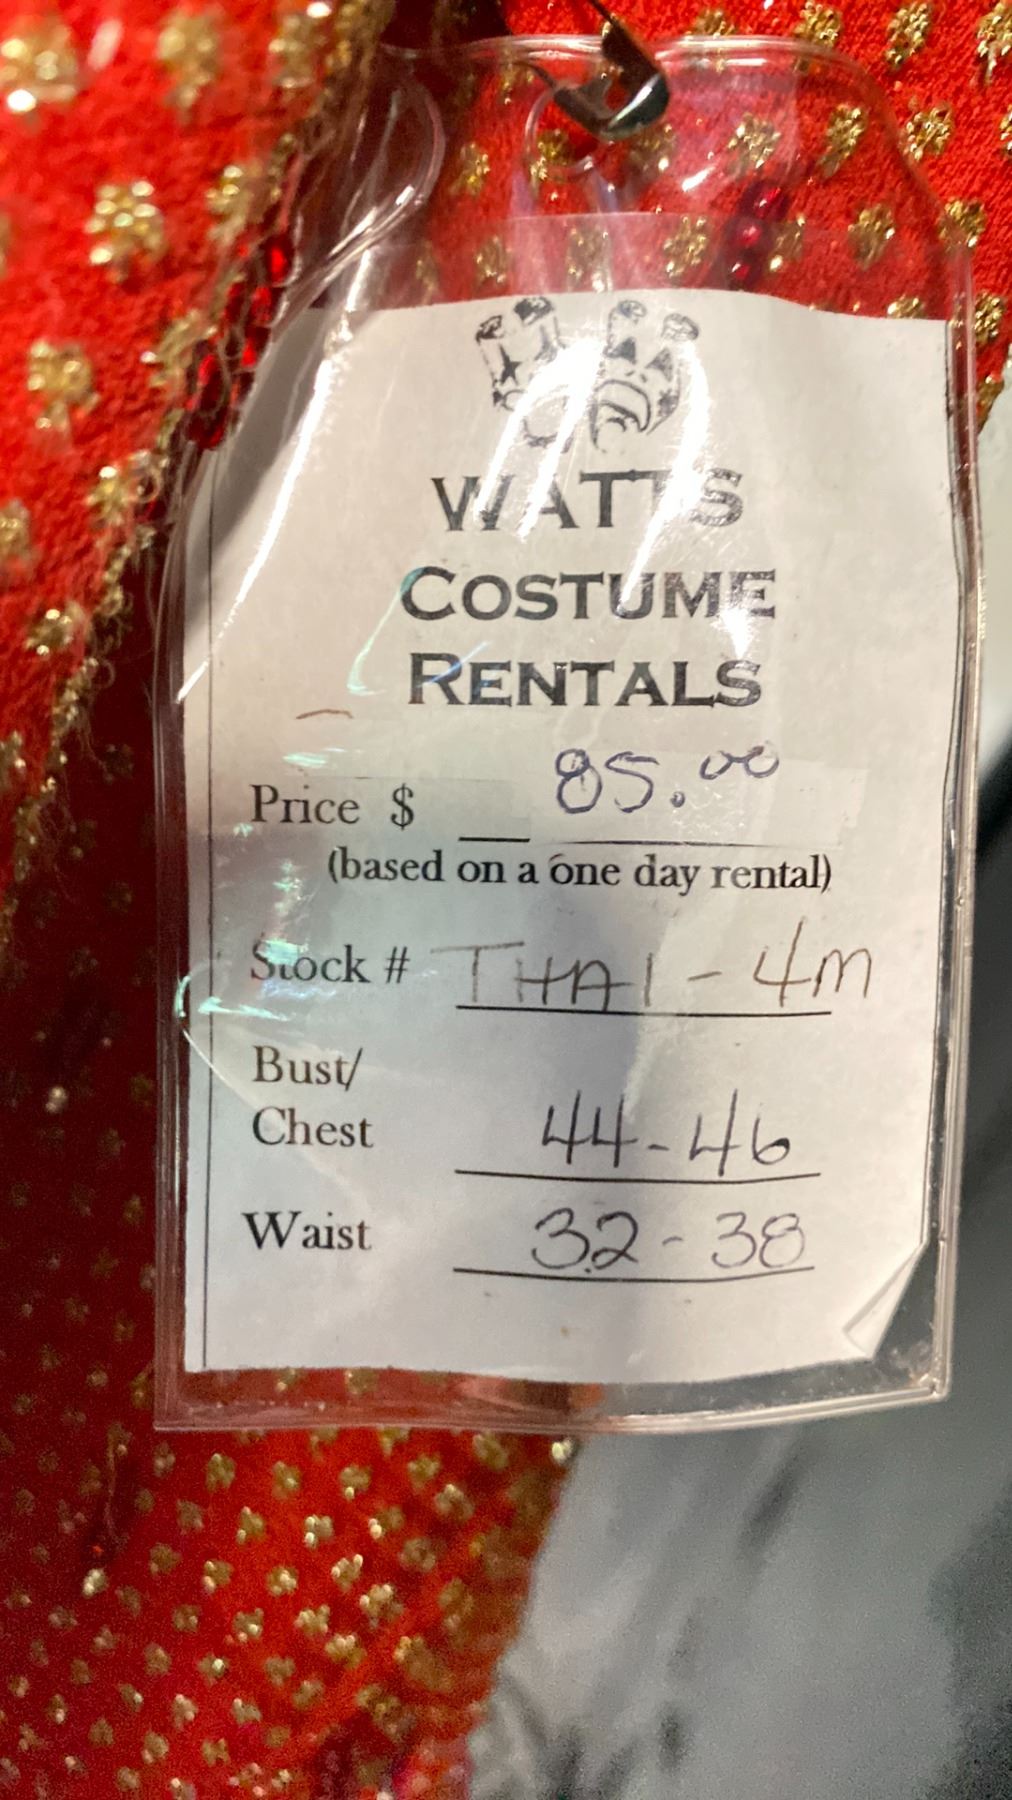 WATTS
COSTUME
RENTALS
Price $ 85.00
(based on a one day rental)
Stock # THAI - 4M
Bust/
Chest 44-46
Waist 32-38